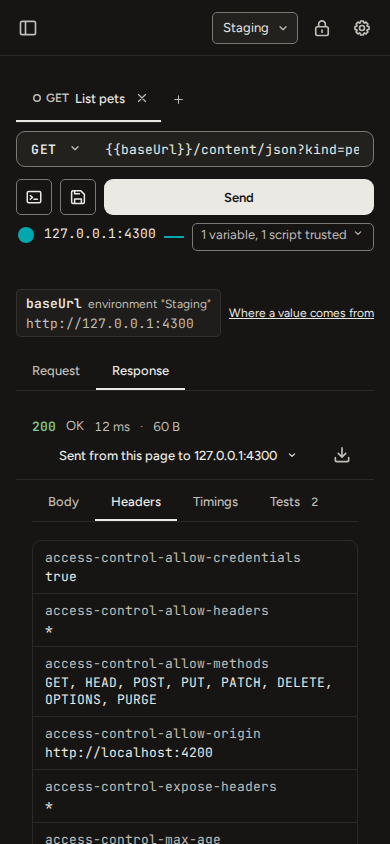 Staging
GET List pets
GET {{baseUrl}}/content/json?kind=pe
Send
127.0.0.1:4300 1 variable, 1 script trusted
baseUrl environment "Staging"
http://127.0.0.1:4300
Where a value comes from
Request Response
200 OK 12 ms · 60 B
Sent from this page to 127.0.0.1:4300
Body Headers Timings Tests 2
access-control-allow-credentials
true
access-control-allow-headers
*
access-control-allow-methods
GET, HEAD, POST, PUT, PATCH, DELETE,
OPTIONS, PURGE
access-control-allow-origin
http://localhost:4200
access-control-expose-headers
*
access-control-max-age